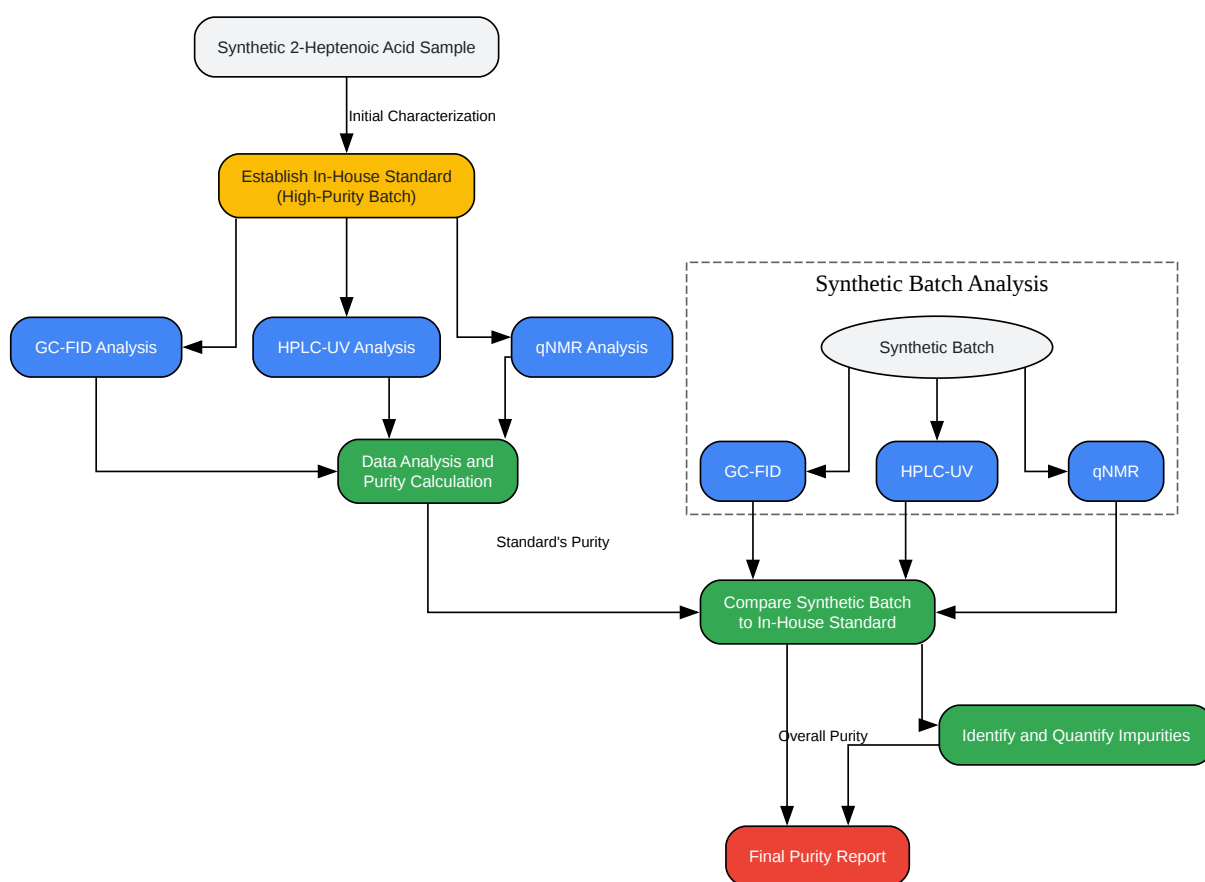 Synthetic 2-Heptenoic Acid Sample
Initial Characterization
Establish In-House Standard
(High-Purity Batch)
Synthetic Batch Analysis
GC-FID Analysis
HPLC-UV Analysis
qNMR Analysis
Synthetic Batch
Data Analysis and
Purity Calculation
GC-FID
HPLC-UV
qNMR
Standard's Purity
Compare Synthetic Batch
to In-House Standard
Overall Purity
Identify and Quantify Impurities
Final Purity Report